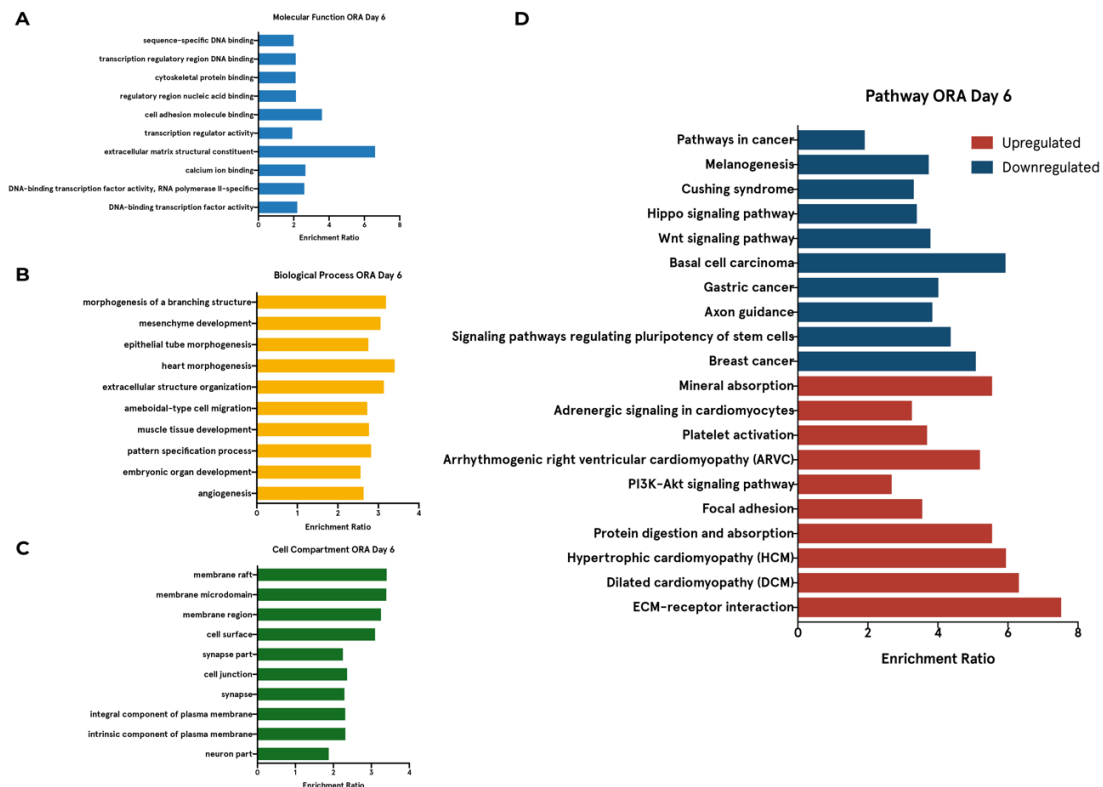 A
Molecular Function ORA Day 6
sequence-specific DNA binding
transcription regulatory region DNA binding
cytoskeletal protein binding
regulatory region nucleic acid binding
cell adhesion molecule binding
transcription regulator activity
extracellular matrix structural constituent
calcium ion binding
DNA-binding transcription factor activity, RNA polymerase II-specific
DNA-binding transcription factor activity
0 2 4 6 8
Enrichment Ratio
B
Biological Process ORA Day 6
morphogenesis of a branching structure
mesenchyme development
epithelial tube morphogenesis
heart morphogenesis
extracellular structure organization
ameboidal-type cell migration
muscle tissue development
pattern specification process
embryonic organ development
angiogenesis
0 1 2 3 4
Enrichment Ratio
C
Cell Compartment ORA Day 6
membrane raft
membrane microdomain
membrane region
cell surface
synapse part
cell junction
synapse
integral component of plasma membrane
intrinsic component of plasma membrane
neuron part
0 1 2 3 4
Enrichment Ratio
D
Pathway ORA Day 6
Upregulated
Downregulated
Pathways in cancer
Melanogenesis
Cushing syndrome
Hippo signaling pathway
Wnt signaling pathway
Basal cell carcinoma
Gastric cancer
Axon guidance
Signaling pathways regulating pluripotency of stem cells
Breast cancer
Mineral absorption
Adrenergic signaling in cardiomyocytes
Platelet activation
Arrhythmogenic right ventricular cardiomyopathy (ARVC)
PI3K-Akt signaling pathway
Focal adhesion
Protein digestion and absorption
Hypertrophic cardiomyopathy (HCM)
Dilated cardiomyopathy (DCM)
ECM-receptor interaction
0 2 4 6 8
Enrichment Ratio